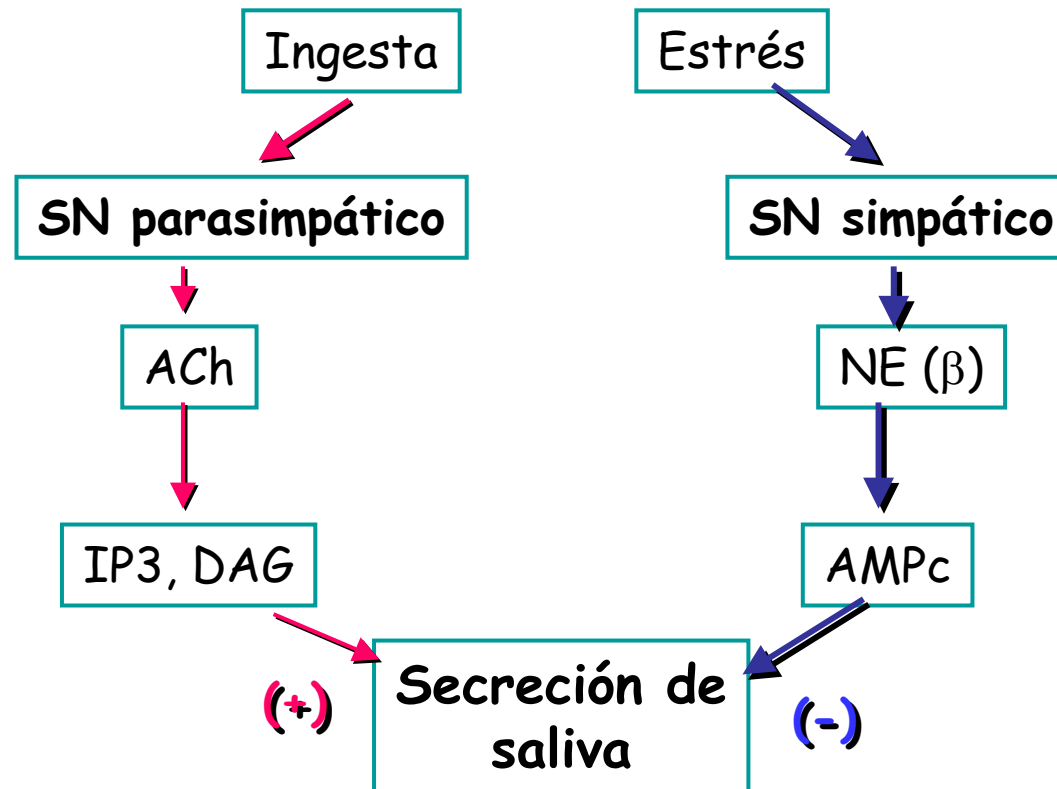 Ingesta
Estrés
SN parasimpático
SN simpático
ACh
NE (β)
IP3, DAG
AMPc
(+)
Secreción de
saliva
(-)